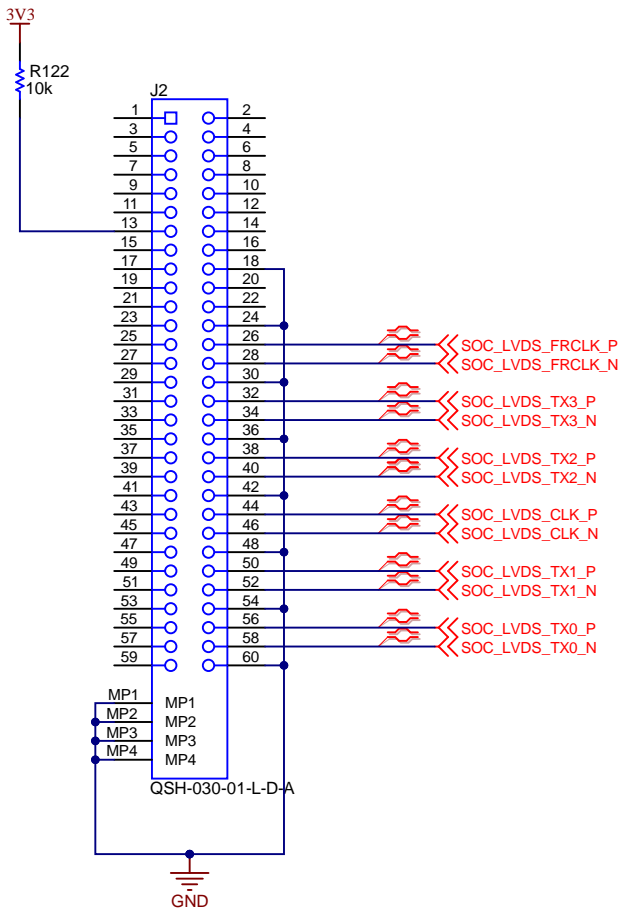 3V3
R122
10k
J2
1 2
3 4
5 6
7 8
9 10
11 12
13 14
15 16
17 18
19 20
21 22
23 24
25 26 SOC_LVDS_FRCLK_P
27 28 SOC_LVDS_FRCLK_N
29 30
31 32 SOC_LVDS_TX3_P
33 34 SOC_LVDS_TX3_N
35 36
37 38 SOC_LVDS_TX2_P
39 40 SOC_LVDS_TX2_N
41 42
43 44 SOC_LVDS_CLK_P
45 46 SOC_LVDS_CLK_N
47 48
49 50 SOC_LVDS_TX1_P
51 52 SOC_LVDS_TX1_N
53 54
55 56 SOC_LVDS_TX0_P
57 58 SOC_LVDS_TX0_N
59 60
MP1 MP1
MP2 MP2
MP3 MP3
MP4 MP4
QSH-030-01-L-D-A
GND